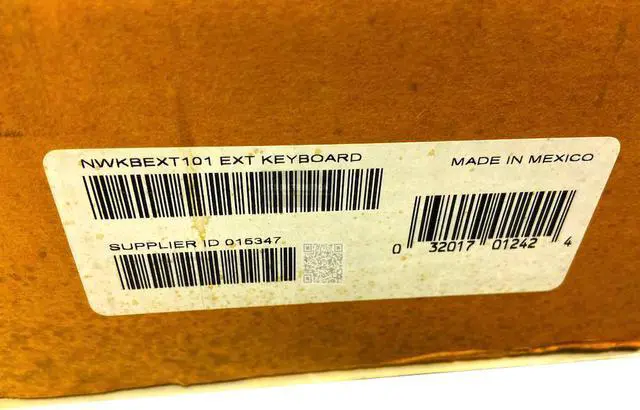 NWKBEXT101 EXT KEYBOARD
MADE IN MEXICO
SUPPLIER ID 015347
0 32017 01242 4